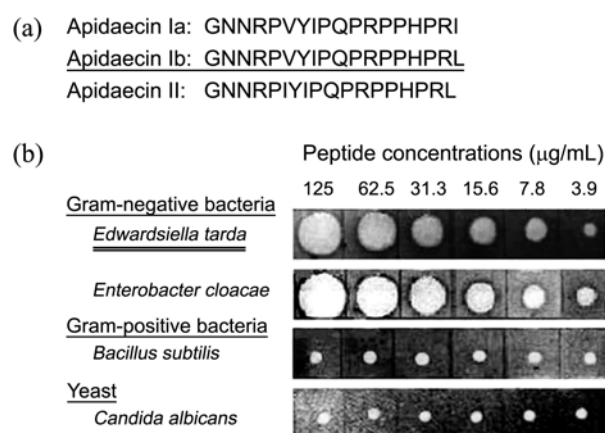 (a)
Apidaecin Ia: GNNRPVYIPQPRPPHPRI
Apidaecin Ib: GNNRPVYIPQPRPPHPRL
Apidaecin II: GNNRPIYIPQPRPPHPRL
(b)
Peptide concentrations (μg/mL)
125 62.5 31.3 15.6 7.8 3.9
Gram-negative bacteria
Edwardsiella tarda
Enterobacter cloacae
Gram-positive bacteria
Bacillus subtilis
Yeast
Candida albicans